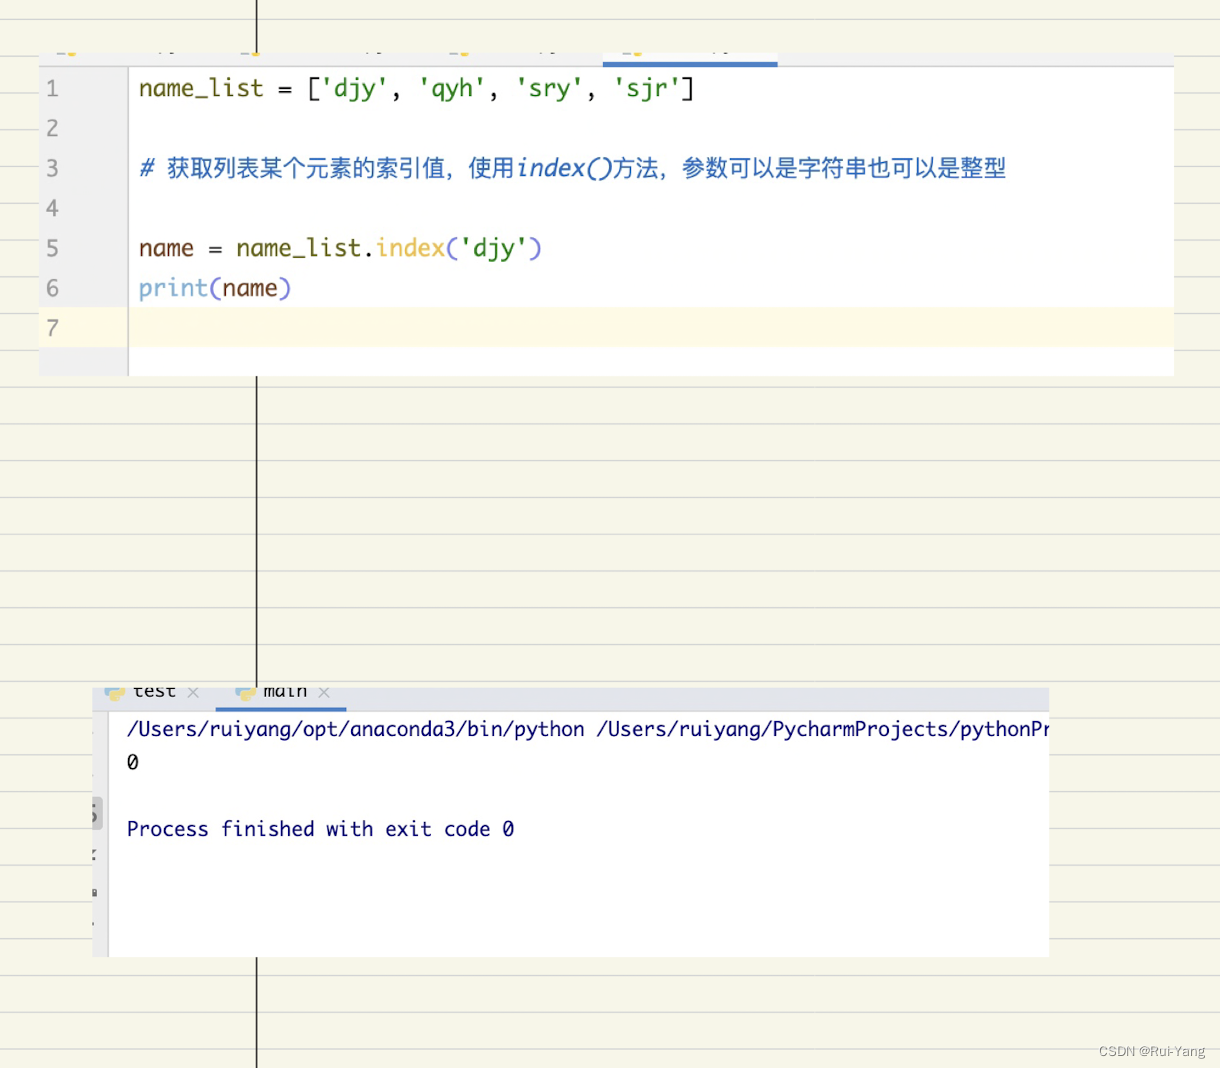 1 name_list = ['djy', 'qyh', 'sry', 'sjr']
2
3 # 获取列表某个元素的索引值，使用index()方法，参数可以是字符串也可以是整型
4
5 name = name_list.index('djy')
6 print(name)
7
test × main ×
/Users/ruiyang/opt/anaconda3/bin/python /Users/ruiyang/PycharmProjects/pythonPr
0
Process finished with exit code 0
CSDN @Rui-Yang